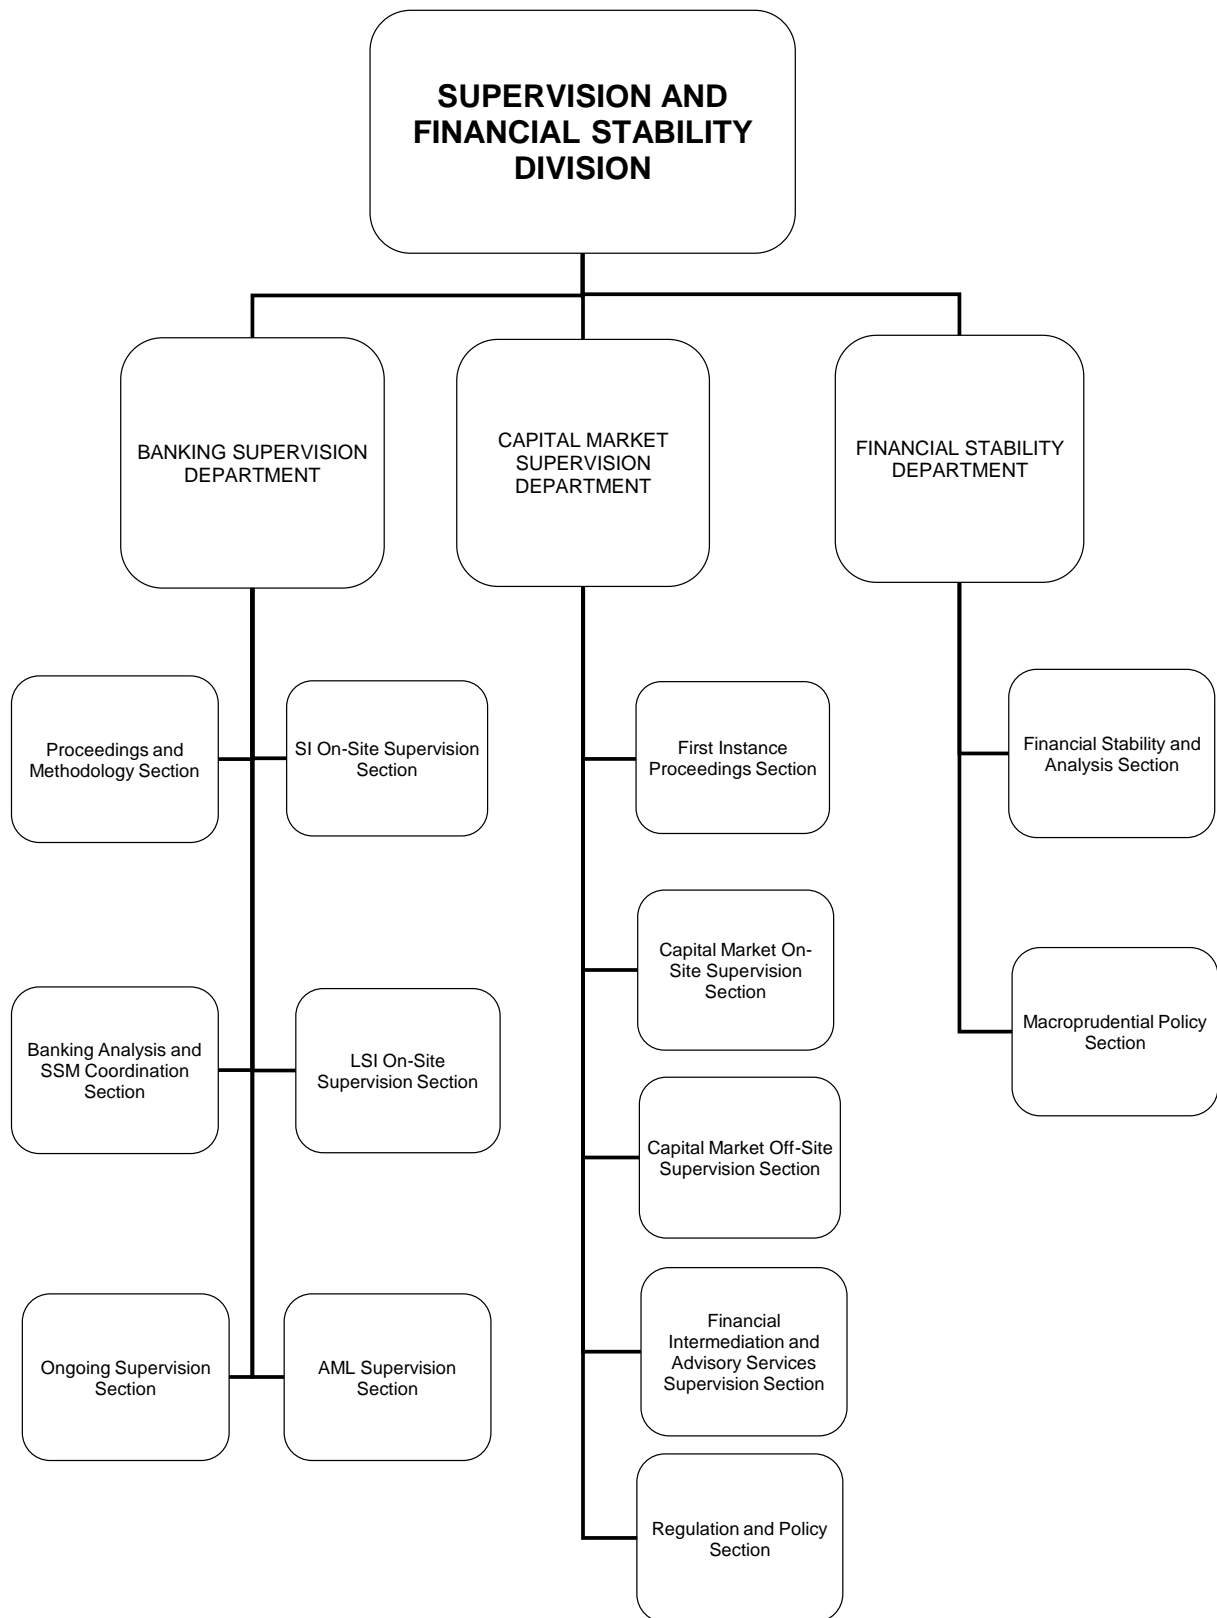 SUPERVISION AND
FINANCIAL STABILITY
DIVISION
BANKING SUPERVISION
DEPARTMENT
CAPITAL MARKET
SUPERVISION
DEPARTMENT
FINANCIAL STABILITY
DEPARTMENT
Proceedings and
Methodology Section
SI On-Site Supervision
Section
First Instance
Proceedings Section
Financial Stability and
Analysis Section
Capital Market On-
Site Supervision
Section
Banking Analysis and
SSM Coordination
Section
LSI On-Site
Supervision Section
Macroprudential Policy
Section
Capital Market Off-Site
Supervision Section
Ongoing Supervision
Section
AML Supervision
Section
Financial
Intermediation and
Advisory Services
Supervision Section
Regulation and Policy
Section